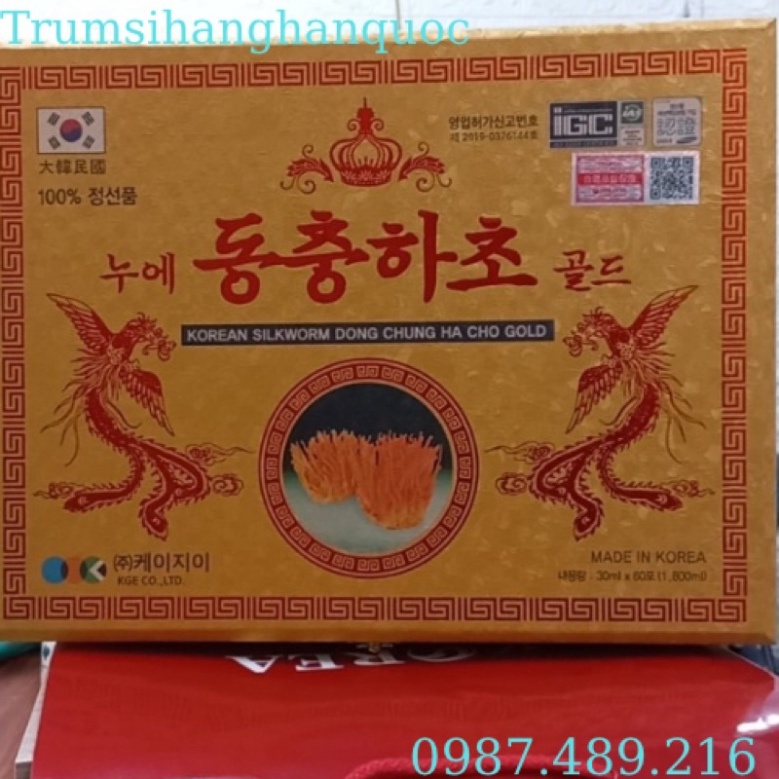 Trumsihanghanquoc
영업허가신고번호
제 2019-0376144호
IGC
大韓民國
100% 정선품
누에 동충하초 골드
KOREAN SILKWORM DONG CHUNG HA CHO GOLD
(주)케이지이
KGE CO.,LTD.
MADE IN KOREA
내용량 : 30ml x 60포 (1,800ml)
KOREA
0987.489.216